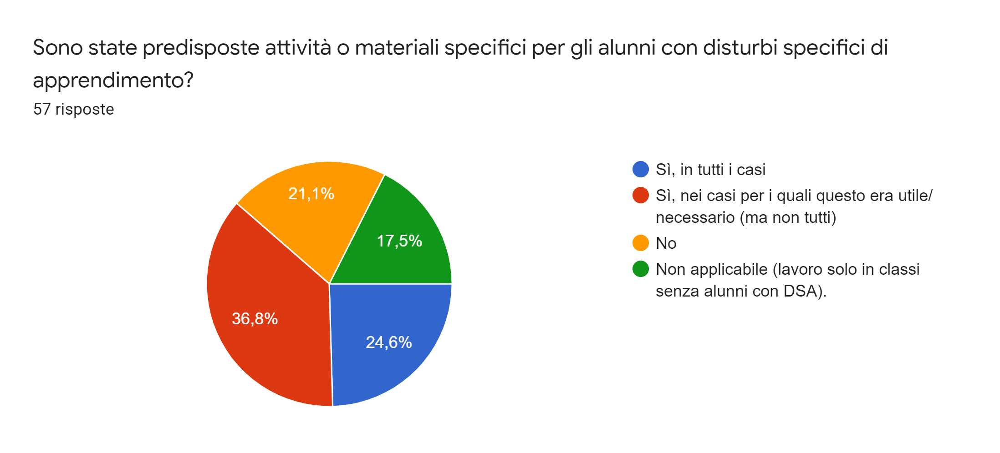 Sono state predisposte attività o materiali specifici per gli alunni con disturbi specifici di
apprendimento?
57 risposte
21,1%
17,5%
36,8%
24,6%
Sì, in tutti i casi
Sì, nei casi per i quali questo era utile/
necessario (ma non tutti)
No
Non applicabile (lavoro solo in classi
senza alunni con DSA).